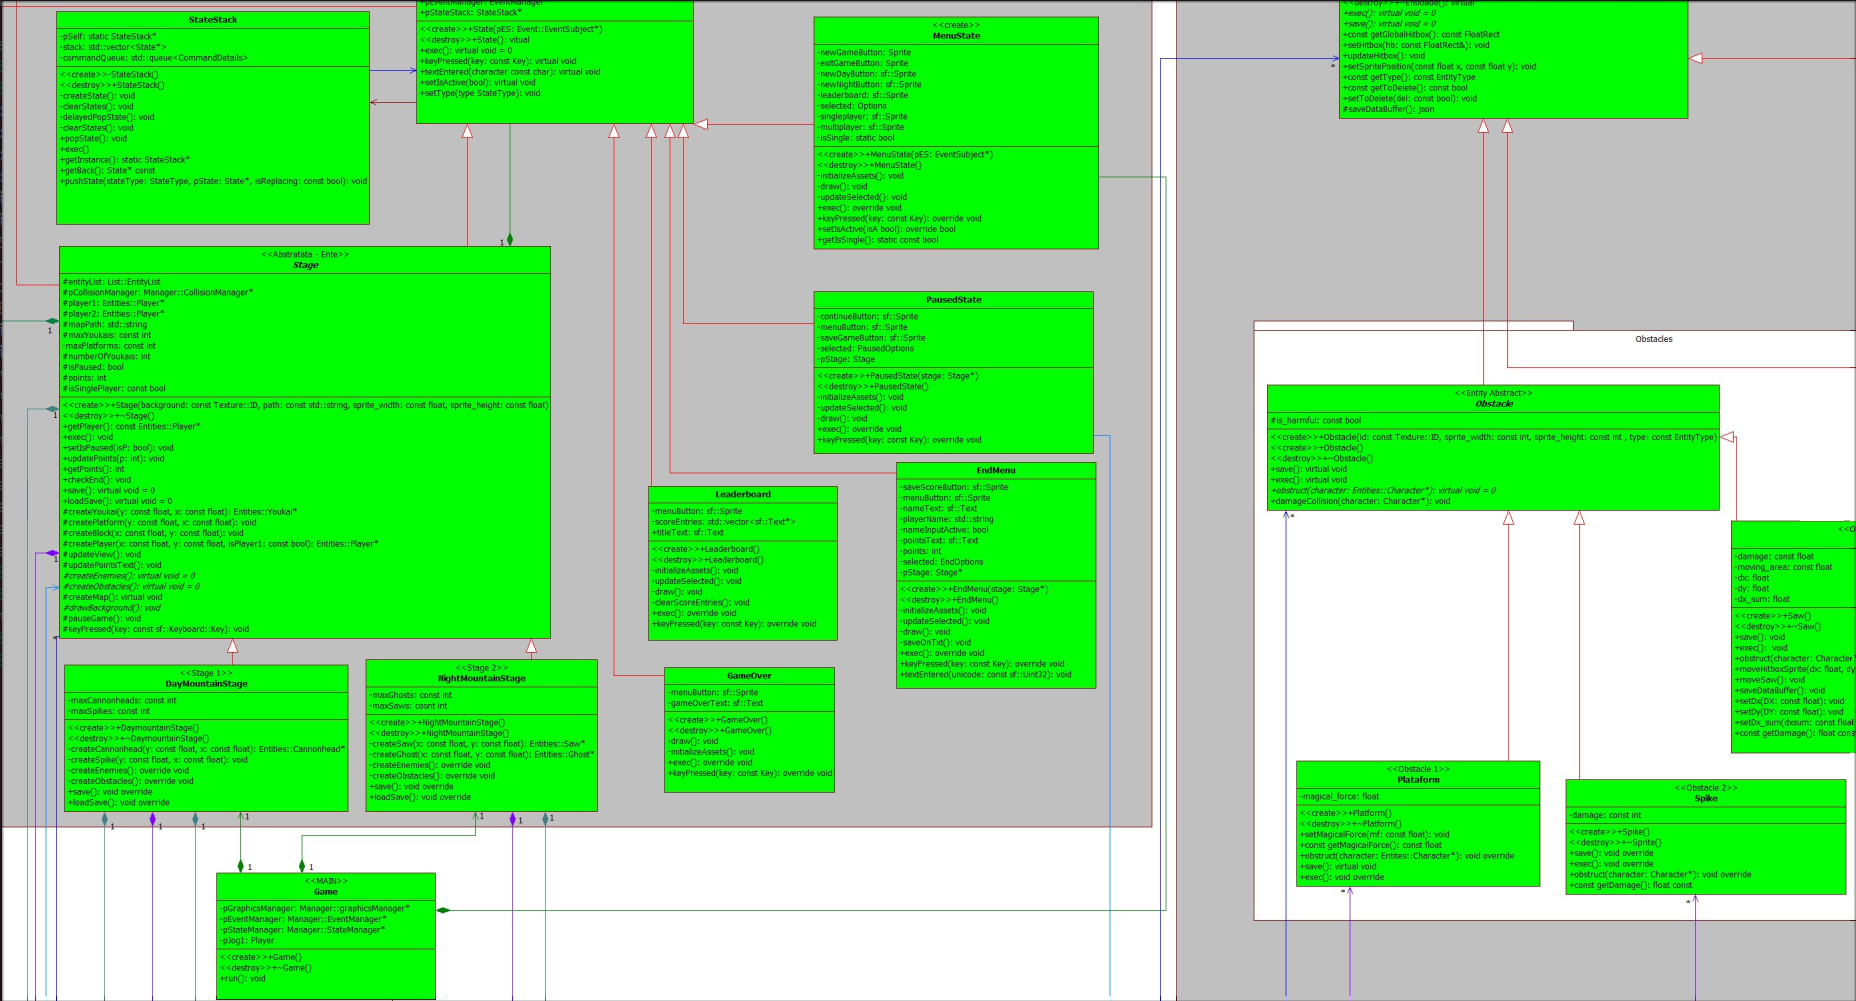 StateStack
-pSelf: static StateStack*
-stack: std::vector<State*>
-commandQueue: std::queue<CommandDetails>
<<create>>-StateStack()
<<destroy>>+StateStack()
-createState(): void
-clearStates(): void
-delayedPopState(): void
-clearStates(): void
+popState(): void
+exec()
+getInstance(): static StateStack*
+getBack(): State* const
+pushState(stateType: StateType, pState: State*, isReplacing: const bool): void
+pEventManager: EventManager
+pStateStack: StateStack*
<<create>>+State(pES: Event::EventSubject*)
<<destroy>>+State(): vitual
+exec(): virtual void = 0
+keyPressed(key: const Key): virtual void
+textEntered(character const char): virtual void
+setIsActive(bool): virtual void
+setType(type StateType): void
<<create>>
MenuState
-newGameButton: Sprite
-exitGameButton: Sprite
-newDayButton: sf::Sprite
-newNightButton: sf::Sprite
-leaderboard: sf::Sprite
-selected: Options
-singleplayer: sf::Sprite
-multiplayer: sf::Sprite
-isSingle: static bool
<<create>>+MenuState(pES: EventSubject*)
<<destroy>>+MenuState()
-initializeAssets(): void
-draw(): void
-updateSelected(): void
+exec(): override void
+keyPressed(key: const Key): override void
+setIsActive(isA bool): override bool
+getIsSingle(): static const bool
<<destroy>>+~Entidade(): virtual
+exec(): virtual void = 0
+save(): virtual void = 0
+const getGlobalHitbox(): const FloatRect
+setHitbox(hb: const FloatRect&): void
+updateHitbox(): void
+setSpritePosition(const float x, const float y): void
+const getType(): const EntityType
+const getToDelete(): const bool
+setToDelete(del: const bool): void
#saveDataBuffer(): json
*
1
<<Abstratata - Ente>>
Stage
#entityList: List::EntityList
#pCollisionManager: Manager::CollisionManager*
#player1: Entities::Player*
#player2: Entities::Player*
#mapPath: std::string
#maxYoukais: const int
-maxPlatforms: const int
#numberOfYoukais: int
#isPaused: bool
#points: int
#isSinglePlayer: const bool
<<create>>+Stage(background: const Texture::ID, path: const std::string, sprite_width: const float, sprite_height: const float)
<<destroy>>+~Stage()
+getPlayer(): const Entities::Player*
+exec(): void
+setIsPaused(isP: bool): void
+updatePoints(p: int): void
+getPoints(): int
+checkEnd(): void
+save(): virtual void = 0
+loadSave(): virtual void = 0
#createYoukai(y: const float, x: const float): Entities::Youkai*
#createPlatform(y: const float, x: const float): void
#createBlock(x: const float, y: const float): void
#createPlayer(x: const float, y: const float, isPlayer1: const bool): Entities::Player*
#updateView(): void
#updatePointsText(): void
#createEnemies(): virtual void = 0
#createObstacles(): virtual void = 0
#createMap(): virtual void
#drawBackground(): void
#pauseGame(): void
#keyPressed(key: const sf::Keyboard::Key): void
1
1
1
*
PausedState
-continueButton: sf::Sprite
-menuButton: sf::Sprite
-saveGameButton: sf::Sprite
-selected: PausedOptions
-pStage: Stage
<<create>>+PausedState(stage: Stage*)
<<destroy>>+PausedState()
-initializeAssets(): void
-updateSelected(): void
-draw(): void
+exec(): override void
+keyPressed(key: const Key): override void
Leaderboard
-menuButton: sf::Sprite
-scoreEntries: std::vector<sf::Text*>
+titleText: sf::Text
<<create>>+Leaderboard()
<<destroy>>+Leaderboard()
-initializeAssets(): void
-updateSelected(): void
-draw(): void
-clearScoreEntries(): void
+exec(): override void
+keyPressed(key: const Key): override void
EndMenu
-saveScoreButton: sf::Sprite
-menuButton: sf::Sprite
-nameText: sf::Text
-playerName: std::string
-nameInputActive: bool
-pointsText: sf::Text
-points: int
-selected: EndOptions
-pStage: Stage*
<<create>>+EndMenu(stage: Stage*)
<<destroy>>+EndMenu()
-initializeAssets(): void
-updateSelected(): void
-draw(): void
-saveOnTxt(): void
+exec(): override void
+keyPressed(key: const Key): override void
+textEntered(unicode: const sf::Uint32): void
GameOver
-menuButton: sf::Sprite
-gameOverText: sf::Text
<<create>>+GameOver()
<<destroy>>+GameOver()
-draw(): void
-initializeAssets(): void
+exec(): override void
+keyPressed(key: const Key): override void
<<Stage 1>>
DayMountainStage
-maxCannonheads: const int
-maxSpikes: const int
<<create>>+DaymountainStage()
<<destroy>>+~DaymountainStage()
-createCannonhead(y: const float, x: const float): Entities::Cannonhead*
-createSpike(y: const float, x: const float): void
-createEnemies(): override void
-createObstacles(): override void
+save(): void override
+loadSave(): void override
<<Stage 2>>
NightMountainStage
-maxGhosts: const int
-maxSaws: cosnt int
<<create>>+NightMountainStage()
<<destroy>>+NightMountainStage()
-createSaw(x: const float, y: const float): Entities::Saw*
-createGhost(x: const float, y: const float): Entities::Ghost*
-createEnemies(): override void
-createObstacles(): override void
+save(): void override
+loadSave(): void override
1
1
1
1
1
1
1
1
1
<<MAIN>>
Game
-pGraphicsManager: Manager::graphicsManager*
-pEventManager: Manager::EventManager*
-pStateManager: Manager::StateManager*
-pJog1: Player
<<create>>+Game()
<<destroy>>+~Game()
+run(): void
Obstacles
<<Entity Abstract>>
Obstacle
#is_harmful: const bool
<<create>>+Obstacle(id: const Texture::ID, sprite_width: const int, sprite_height: const int , type: const EntityType)
<<create>>+Obstacle()
<<destroy>>+~Obstacle()
+save(): virtual void
+exec(): virtual void
+obstruct(character: Entities::Character*): virtual void = 0
+damageCollision(character: Character*): void
*
<<O
-damage: const float
-moving_area: const float
-dx: float
-dy: float
-dx_sum: float
<<create>>+Saw()
<<destroy>>+~Saw()
+save(): void
+exec(): void
+obstruct(character: Character
+moveHitboxSprite(dx: float, dy
+moveSaw(): void
+saveDataBuffer(): void
+setDx(DX: const float): void
+setDy(DY: const float): void
+setDx_sum(dxsum: const float
+const getDamage(): float cons
<<Obstacle 1>>
Plataform
-magical_force: float
<<create>>+Platform()
<<destroy>>+~Platform()
+setMagicalForce(mf: const float): void
+const getMagicalForce(): const float
+obstruct(character: Entites::Character*): void override
+save(): virtual void
+exec(): void override
*
<<Obstacle 2>>
Spike
-damage: const int
<<create>>+Spike()
<<destroy>>+~Sprite()
+save(): void override
+exec(): void override
+obstruct(character: Character*): void override
+const getDamage(): float const
*